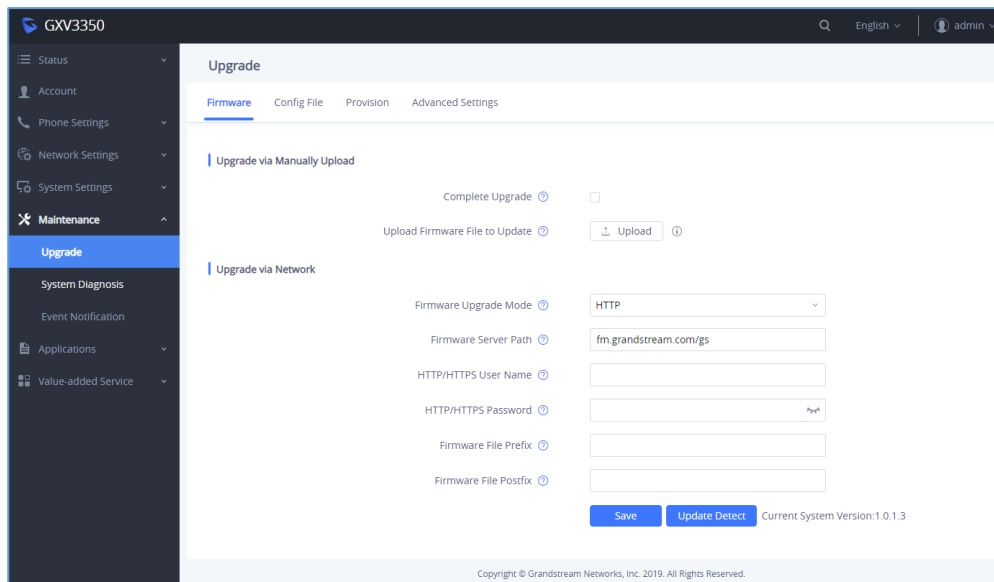 GXV3350
English
admin
Status
Account
Phone Settings
Network Settings
System Settings
Maintenance
Upgrade
System Diagnosis
Event Notification
Applications
Value-added Service
Upgrade
Firmware Config File Provision Advanced Settings
Upgrade via Manually Upload
Complete Upgrade
Upload Firmware File to Update Upload
Upgrade via Network
Firmware Upgrade Mode HTTP
Firmware Server Path fm.grandstream.com/gs
HTTP/HTTPS User Name
HTTP/HTTPS Password
Firmware File Prefix
Firmware File Postfix
Save Update Detect Current System Version:1.0.1.3
Copyright © Grandstream Networks, Inc. 2019. All Rights Reserved.